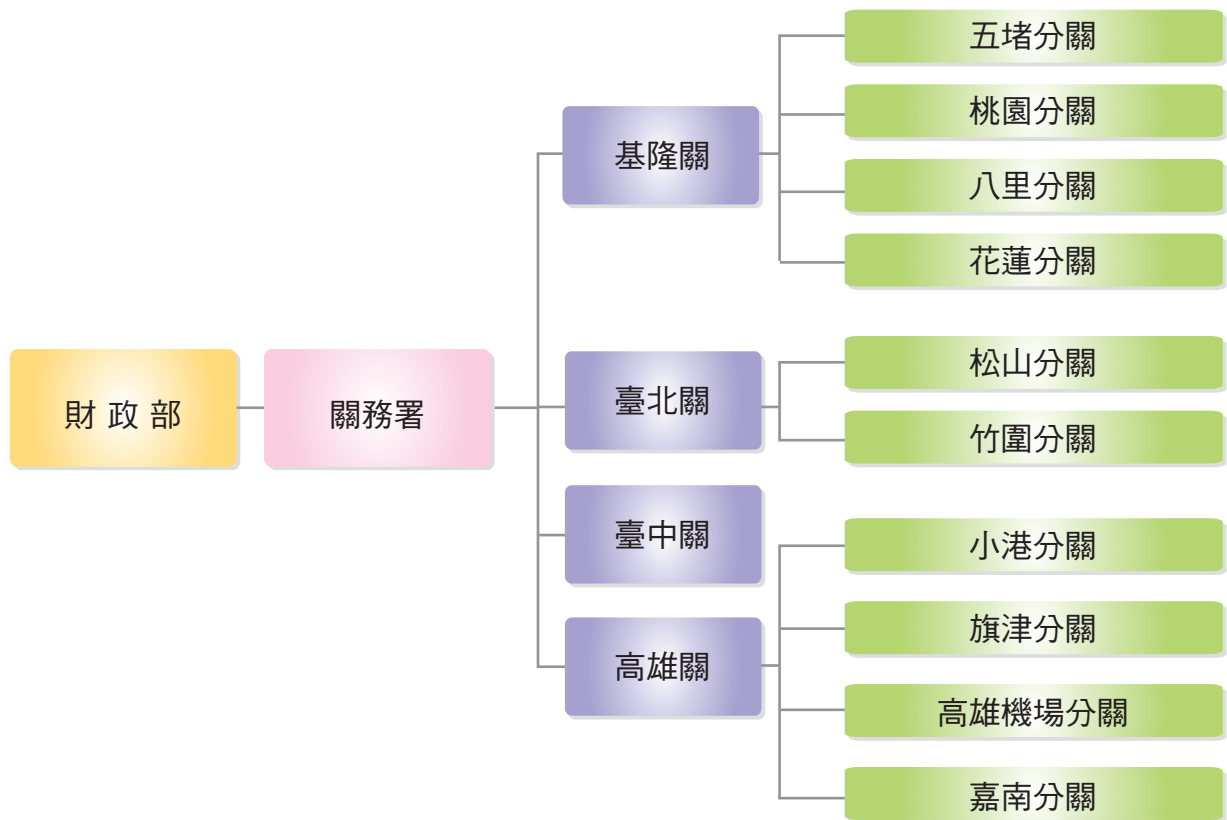 財政部
關務署
基隆關
五堵分關
桃園分關
八里分關
花蓮分關
臺北關
松山分關
竹圍分關
臺中關
高雄關
小港分關
旗津分關
高雄機場分關
嘉南分關